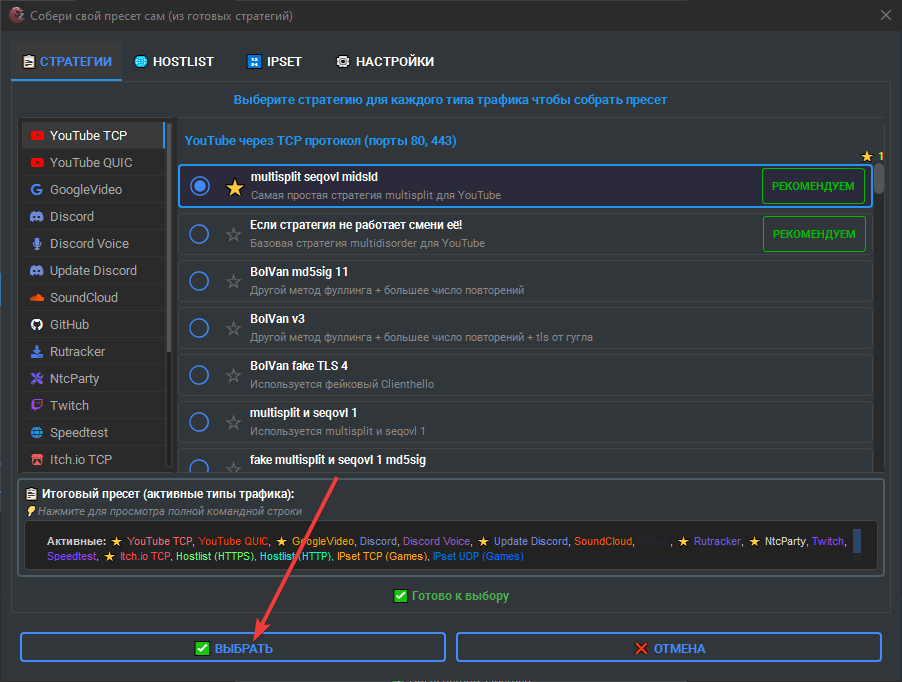 Собери свой пресет сам (из готовых стратегий)
СТРАТЕГИИ HOSTLIST IPSET НАСТРОЙКИ
Выберите стратегию для каждого типа трафика чтобы собрать пресет
YouTube TCP
YouTube QUIC
GoogleVideo
Discord
Discord Voice
Update Discord
SoundCloud
GitHub
Rutracker
NtcParty
Twitch
Speedtest
Itch.io TCP
YouTube через TCP протокол (порты 80, 443)
1
multisplit seqovl midsld
Самая простая стратегия multisplit для YouTube
РЕКОМЕНДУЕМ
Если стратегия не работает смени её!
Базовая стратегия multidisorder для YouTube
РЕКОМЕНДУЕМ
BolVan md5sig 11
Другой метод фуллинга + большее число повторений
BolVan v3
Другой метод фуллинга + большее число повторений + tls от гугла
BolVan fake TLS 4
Используется фейковый Clienthello
multisplit и seqovl 1
Используется multisplit и seqovl 1
fake multisplit и seqovl 1 md5sig
Итоговый пресет (активные типы трафика):
Нажмите для просмотра полной командной строки
Активные: YouTube TCP, YouTube QUIC, GoogleVideo, Discord, Discord Voice, Update Discord, SoundCloud, , Rutracker, NtcParty, Twitch,
Speedtest, Itch.io TCP, Hostlist (HTTPS), Hostlist (HTTP), IPset TCP (Games), IPset UDP (Games)
Готово к выбору
ВЫБРАТЬ ОТМЕНА